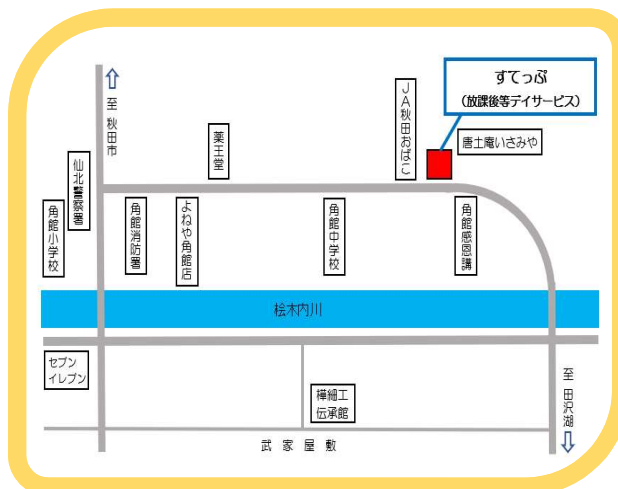 すてっぷ
(放課後等デイサービス)
至 秋田市
仙北警察署
角館小学校
薬王堂
JA秋田おばこ
唐土庵いさみや
角館消防署
よねや角館店
角館中学校
角館感恩講
桧木内川
セブン
イレブン
樺細工
伝承館
至 田沢湖
武家屋敷